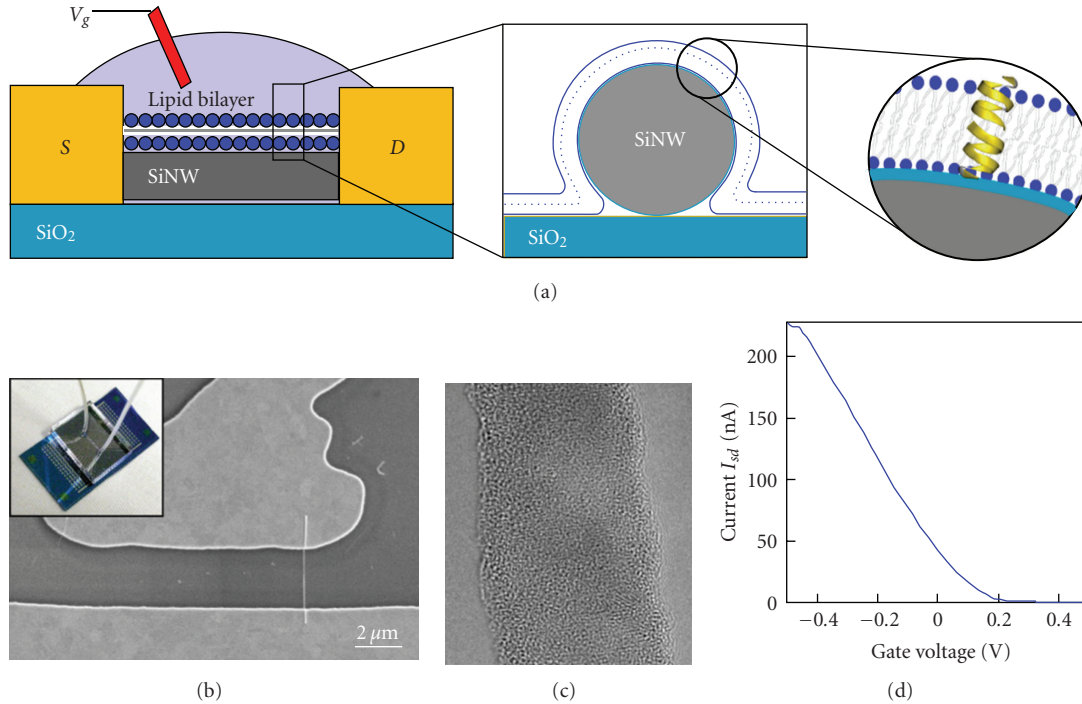 V_g
Lipid bilayer
S
D
SiNW
SiO₂
SiNW
SiO₂
(a)
2 μm
(b)
(c)
Current I_sd (nA)
200
150
100
50
0
−0.4
−0.2
0
0.2
0.4
Gate voltage (V)
(d)